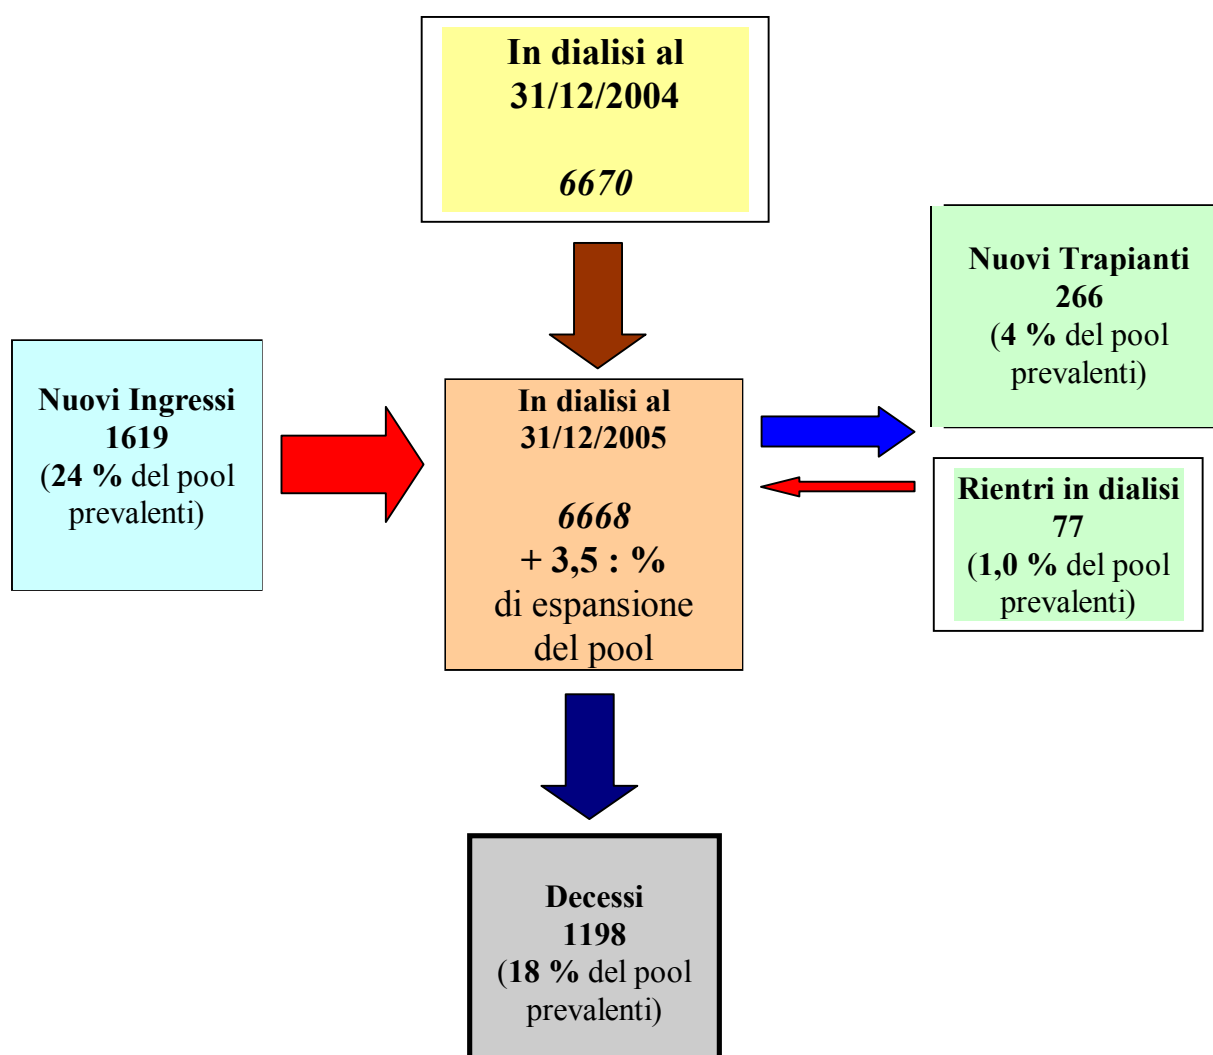 In dialisi al
31/12/2004
6670
Nuovi Trapianti
266
(4 % del pool
prevalenti)
Nuovi Ingressi
1619
(24 % del pool
prevalenti)
In dialisi al
31/12/2005
6668
+ 3,5 : %
di espansione
del pool
Rientri in dialisi
77
(1,0 % del pool
prevalenti)
Decessi
1198
(18 % del pool
prevalenti)